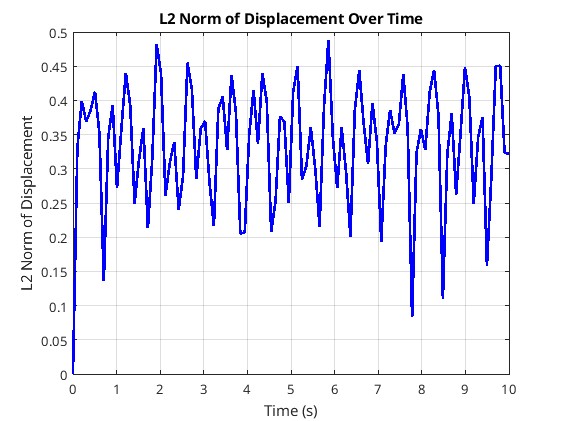 L2 Norm of Displacement Over Time
0.5
0.45
0.4
0.35
0.3
0.25
0.2
0.15
0.1
0.05
0
L2 Norm of Displacement
0 1 2 3 4 5 6 7 8 9 10
Time (s)